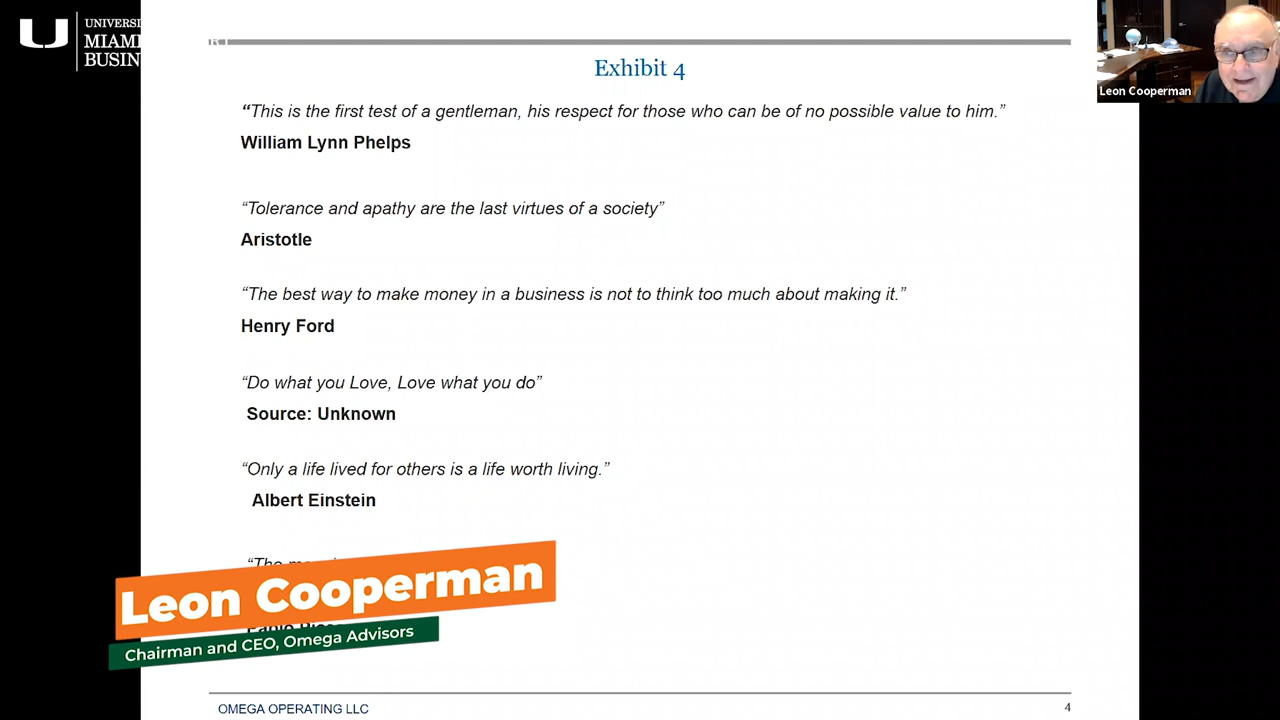 UNIVERSI
MIAMI
BUSIN
Leon Cooperman
Exhibit 4
“This is the first test of a gentleman, his respect for those who can be of no possible value to him.”
William Lynn Phelps
“Tolerance and apathy are the last virtues of a society”
Aristotle
“The best way to make money in a business is not to think too much about making it.”
Henry Ford
“Do what you Love, Love what you do”
Source: Unknown
“Only a life lived for others is a life worth living.”
Albert Einstein
“The
Leon Cooperman
Chairman and CEO, Omega Advisors
OMEGA OPERATING LLC
4